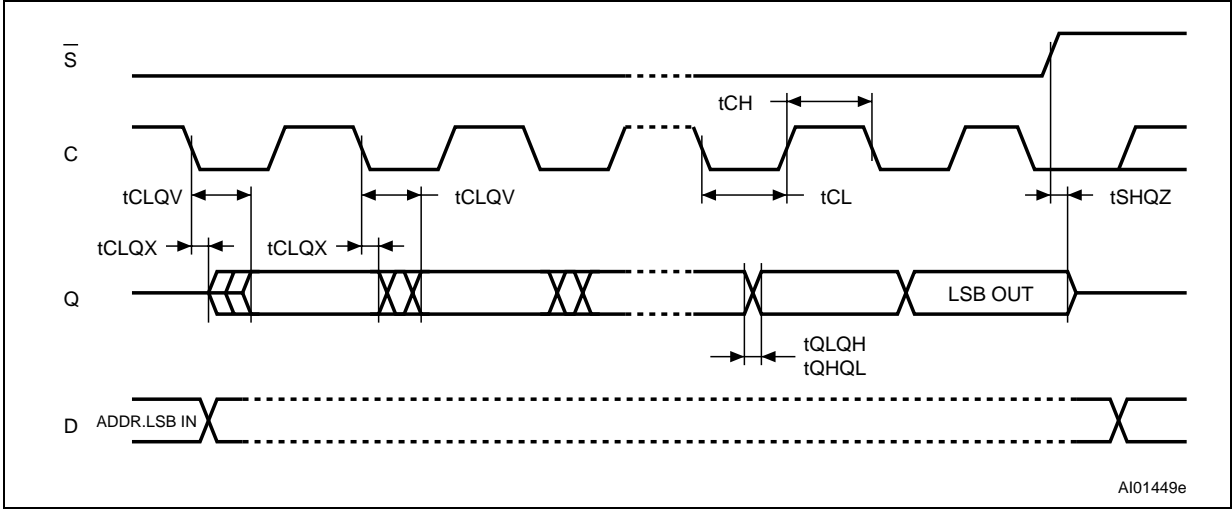 S
tCH
C
tCLQV
tCLQV
tCL
tSHQZ
tCLQX
tCLQX
Q
LSB OUT
tQLQH
tQHQL
D
ADDR.LSB IN
AI01449e